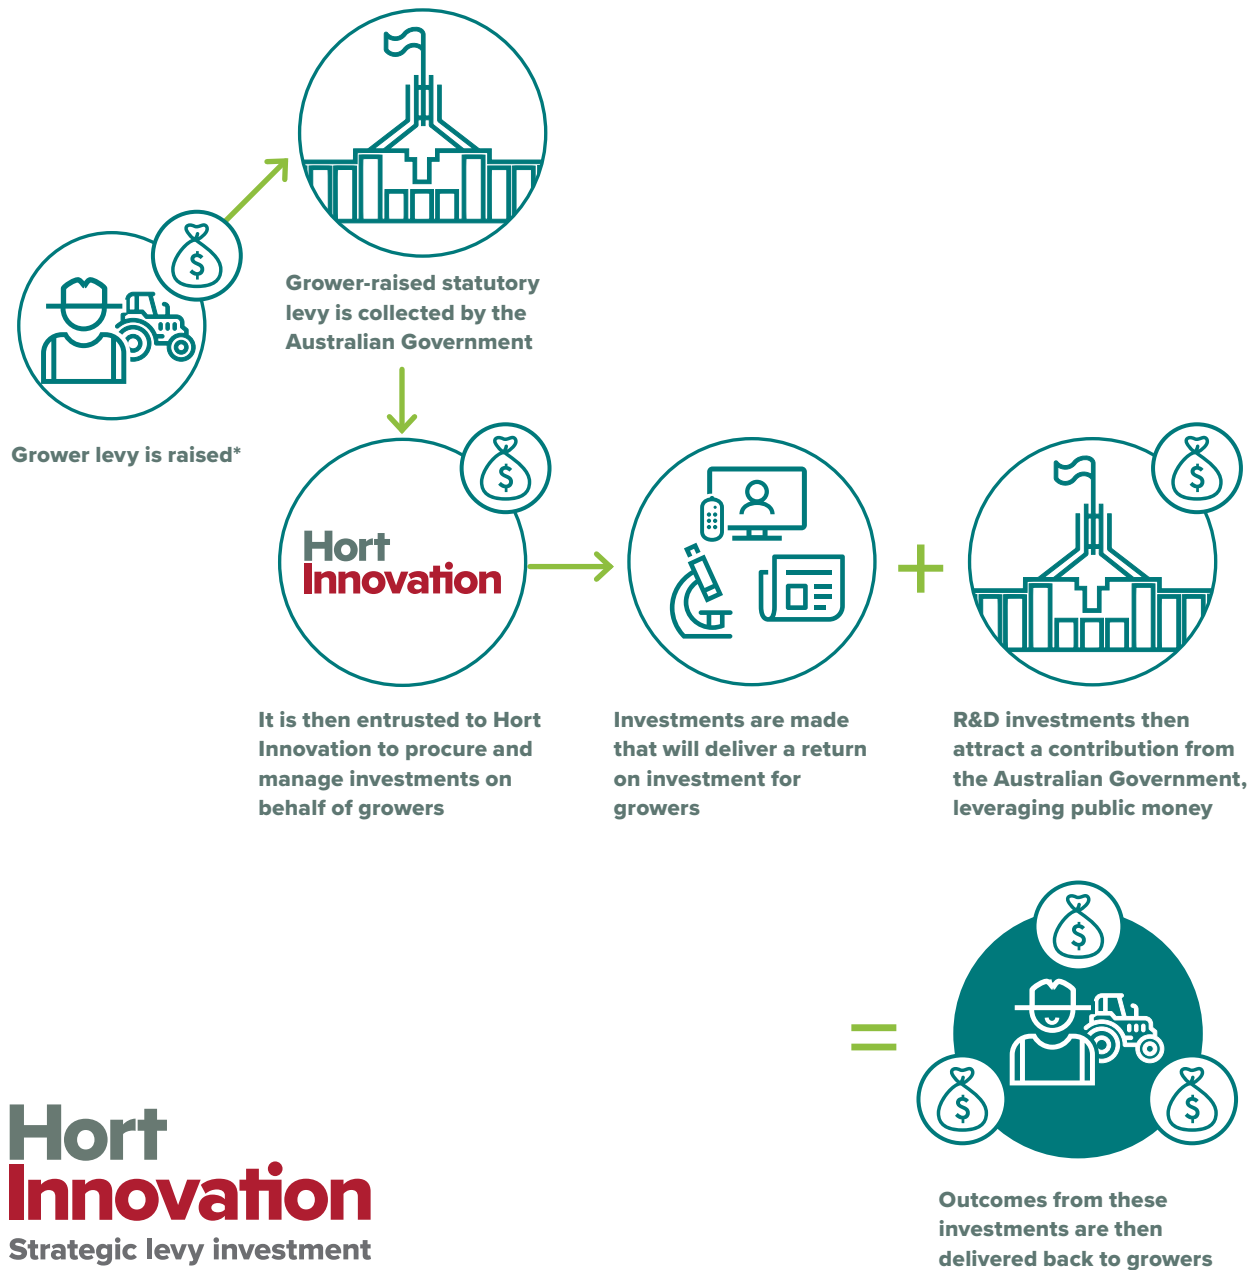 Grower-raised statutory
levy is collected by the
Australian Government
Grower levy is raised*
Hort
Innovation
It is then entrusted to Hort
Innovation to procure and
manage investments on
behalf of growers
Investments are made
that will deliver a return
on investment for
growers
+
R&D investments then
attract a contribution from
the Australian Government,
leveraging public money
=
Outcomes from these
investments are then
delivered back to growers
Hort
Innovation
Strategic levy investment
$
$
$
$
$
$